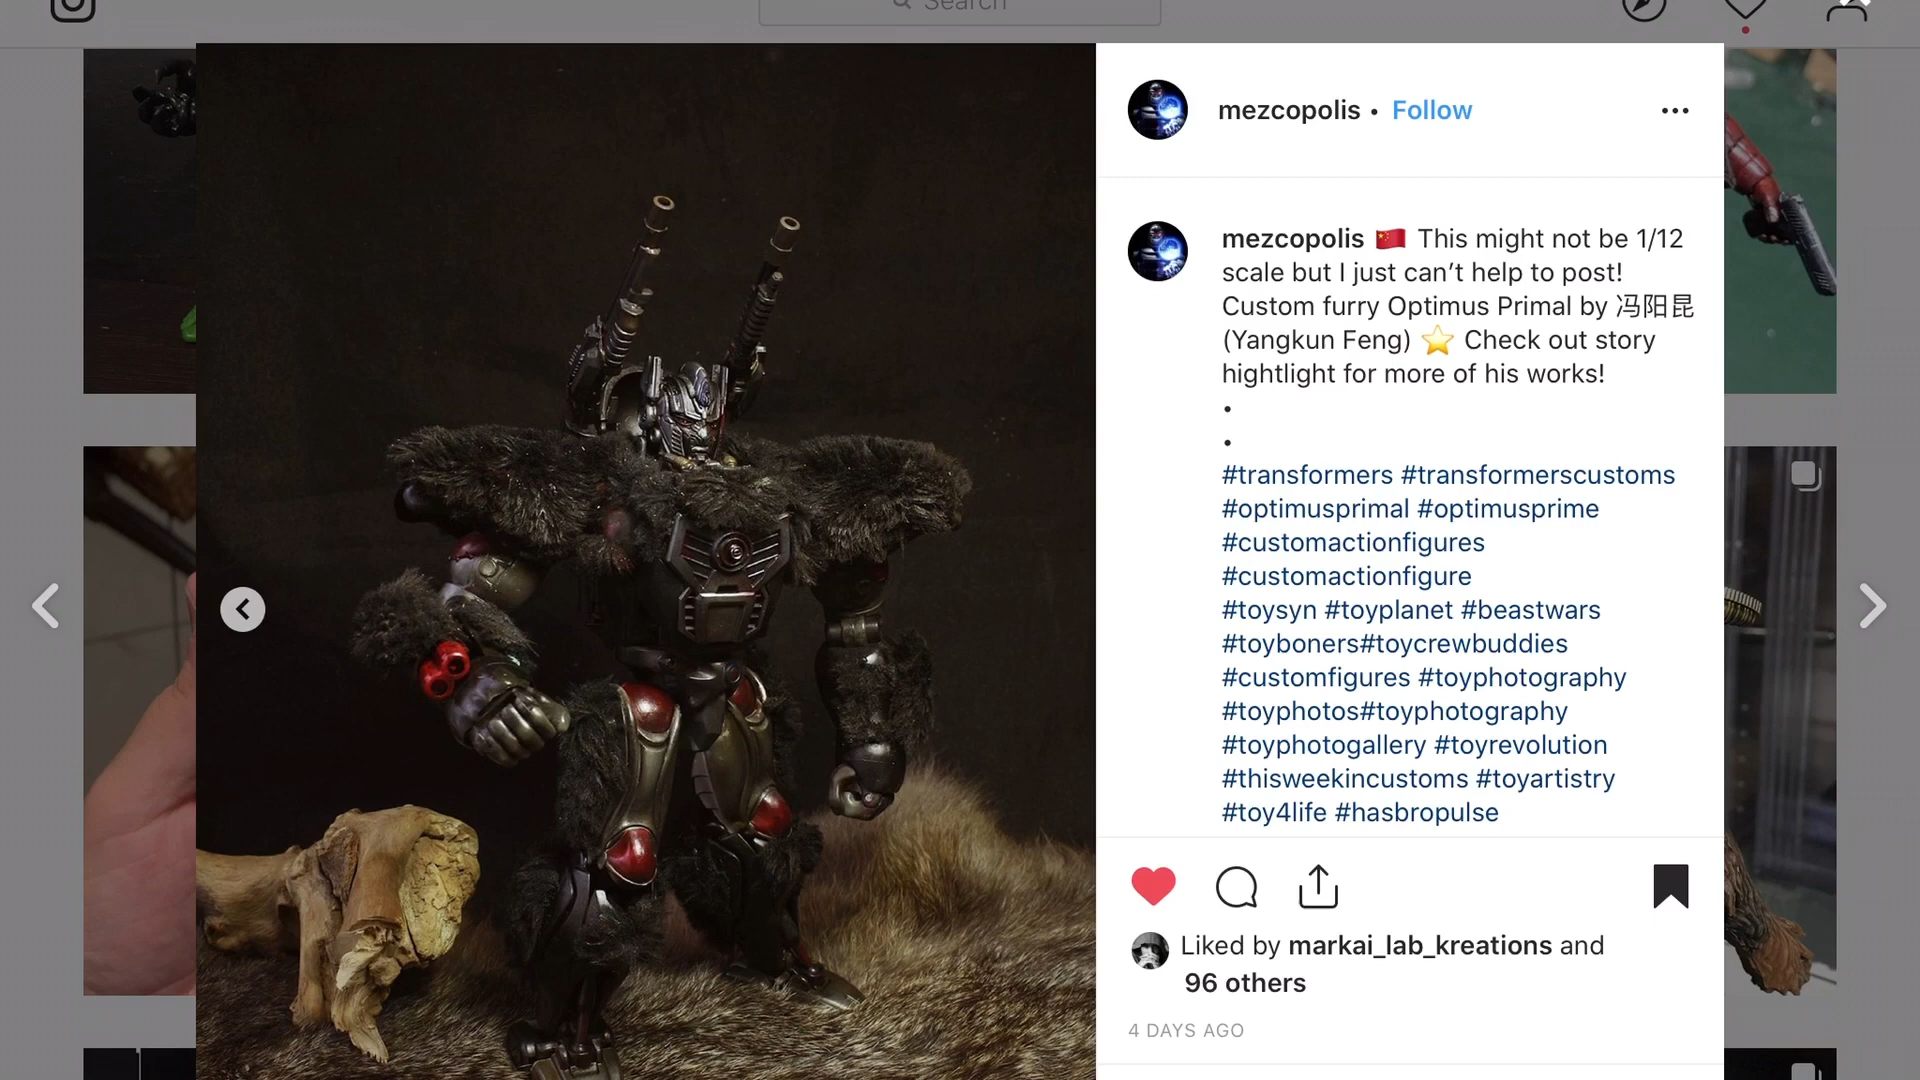 Search
mezcopolis • Follow
mezcopolis 🇨🇳 This might not be 1/12
scale but I just can’t help to post!
Custom furry Optimus Primal by 冯阳昆
(Yangkun Feng) ⭐ Check out story
hightlight for more of his works!
•
•
#transformers #transformerscustoms
#optimusprimal #optimusprime
#customactionfigures
#customactionfigure
#toysyn #toyplanet #beastwars
#toyboners#toycrewbuddies
#customfigures #toyphotography
#toyphotos#toyphotography
#toyphotogallery #toyrevolution
#thisweekincustoms #toyartistry
#toy4life #hasbropulse
Liked by markai_lab_kreations and
96 others
4 DAYS AGO